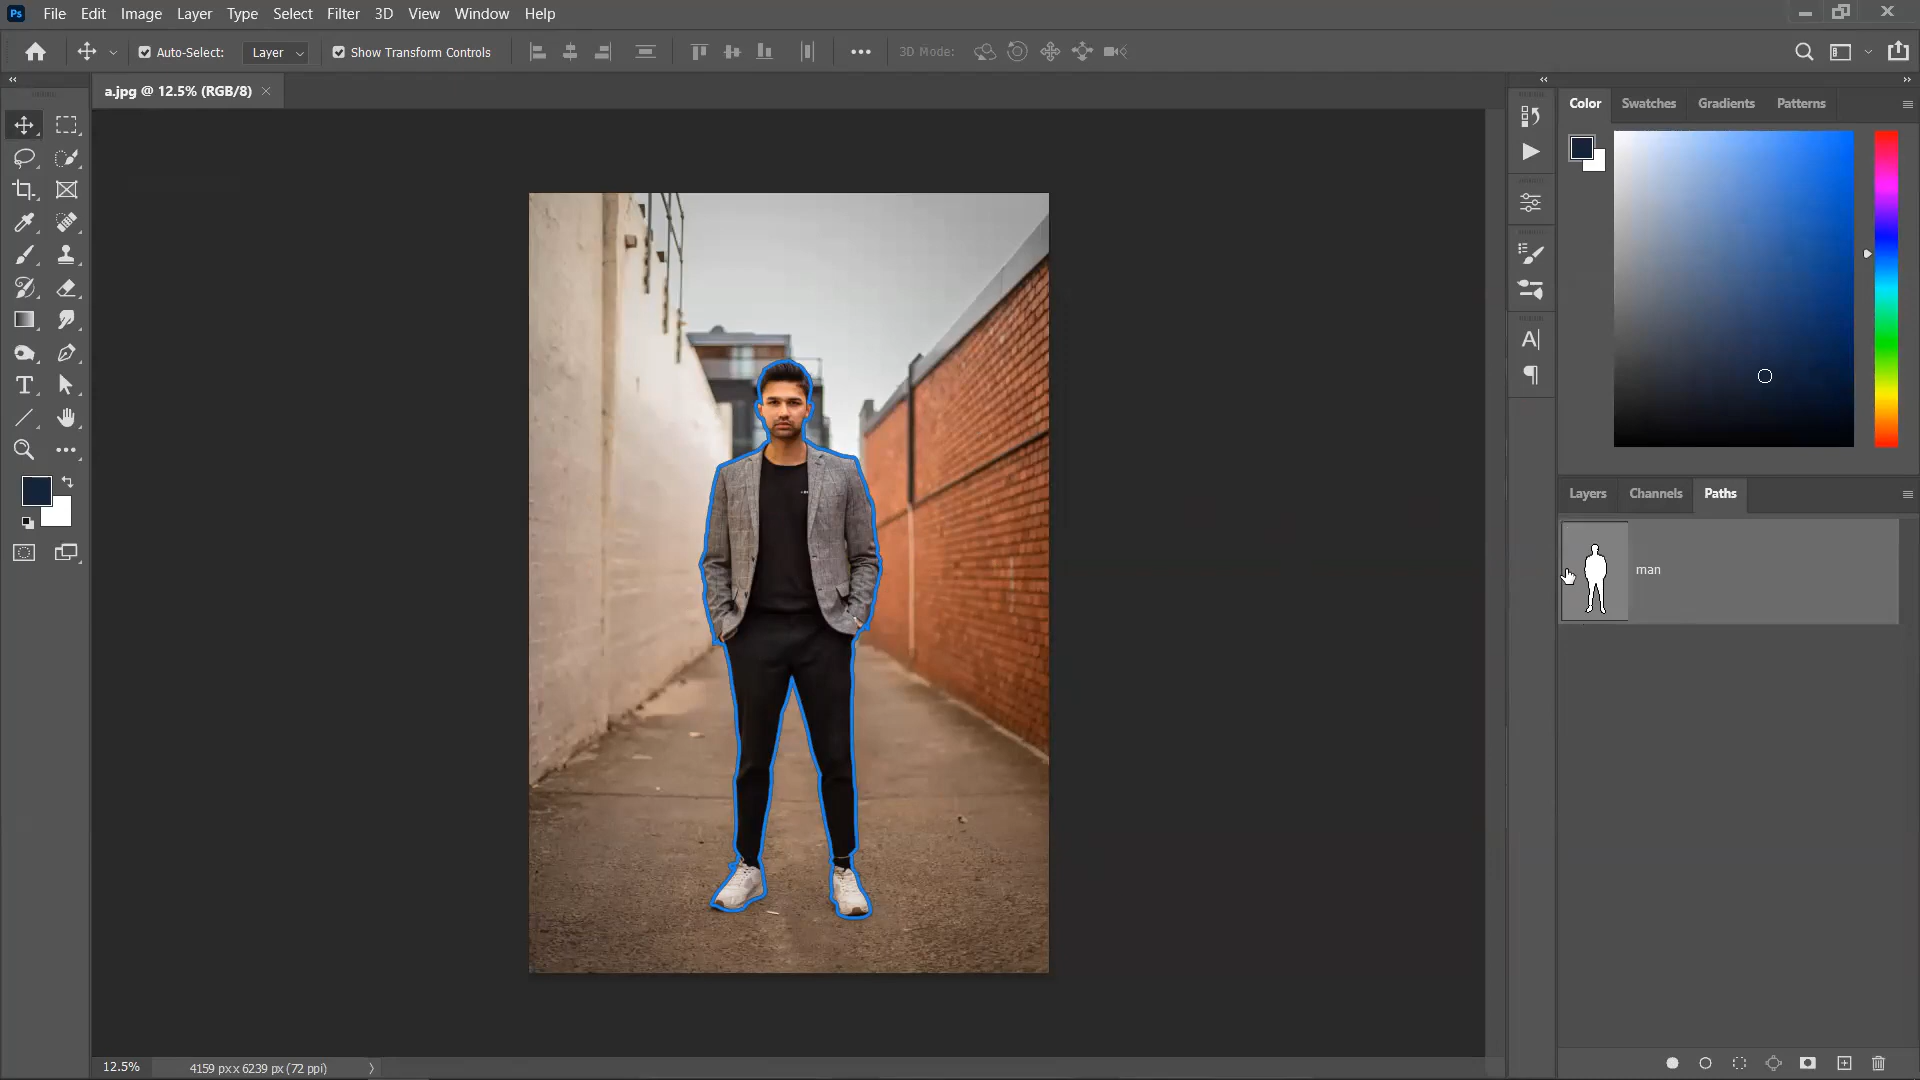 Ps File Edit Image Layer Type Select Filter 3D View Window Help
Auto-Select: Layer Show Transform Controls 3D Mode:
a.jpg @ 12.5% (RGB/8)
Color Swatches Gradients Patterns
Layers Channels Paths
man
12.5% 4159 px x 6239 px (72 ppi)